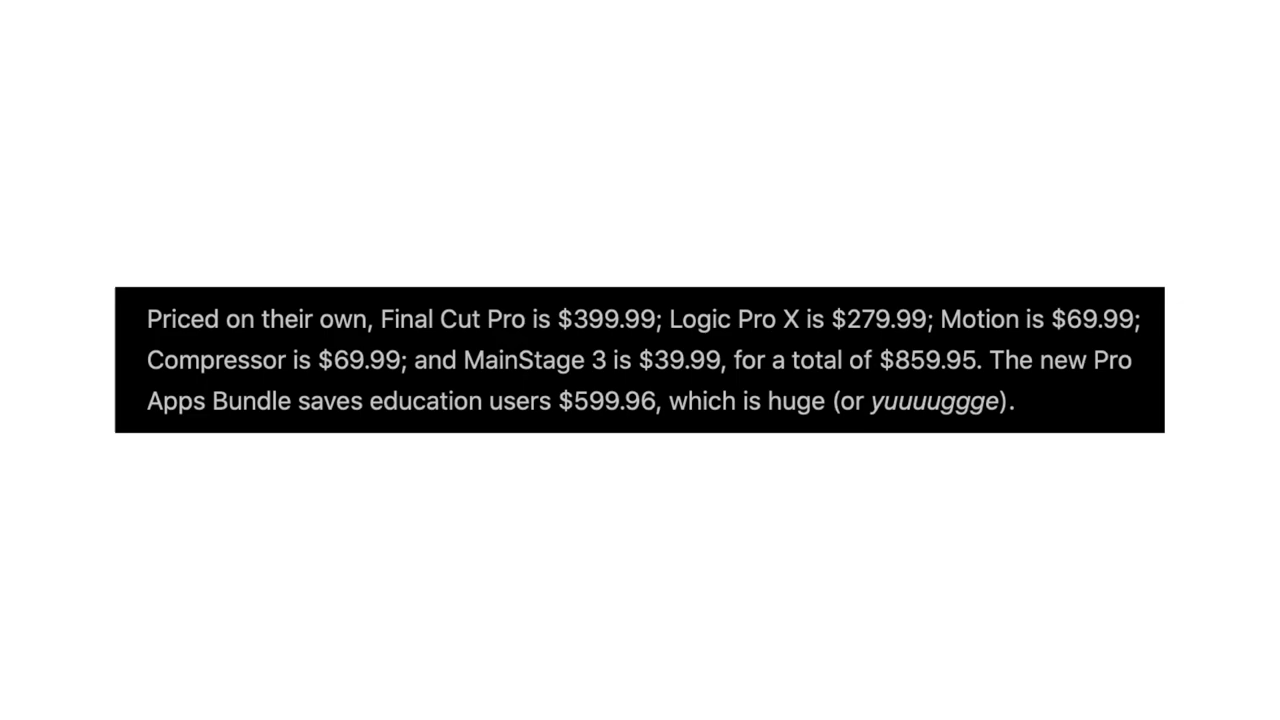 Priced on their own, Final Cut Pro is $399.99; Logic Pro X is $279.99; Motion is $69.99;
Compressor is $69.99; and MainStage 3 is $39.99, for a total of $859.95. The new Pro
Apps Bundle saves education users $599.96, which is huge (or yuuuuggge).